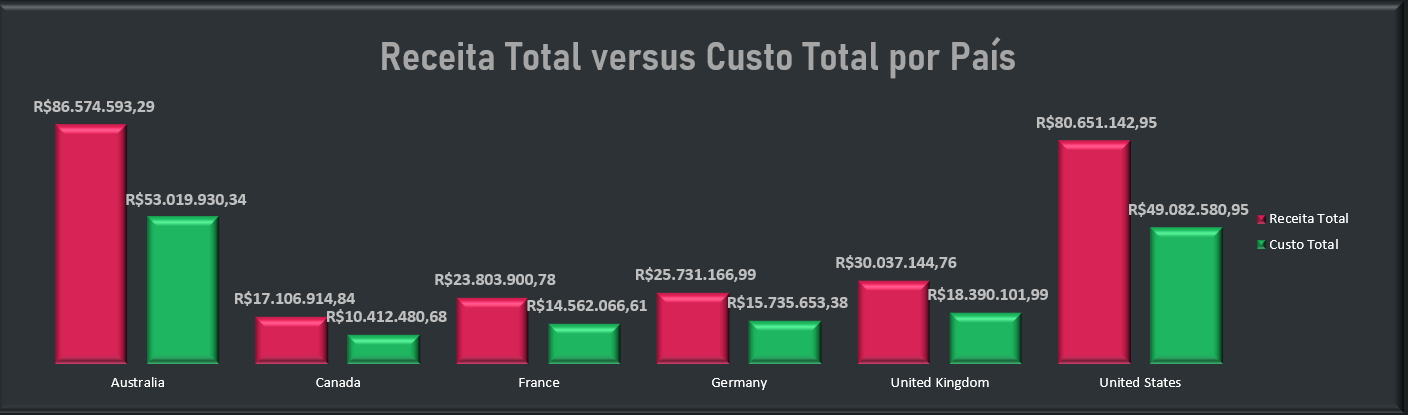 Receita Total versus Custo Total por País
R$86.574.593,29
R$53.019.930,34
R$17.106.914,84
R$10.412.480,68
R$23.803.900,78
R$14.562.066,61
R$25.731.166,99
R$15.735.653,38
R$30.037.144,76
R$18.390.101,99
R$80.651.142,95
R$49.082.580,95
Receita Total
Custo Total
Australia
Canada
France
Germany
United Kingdom
United States